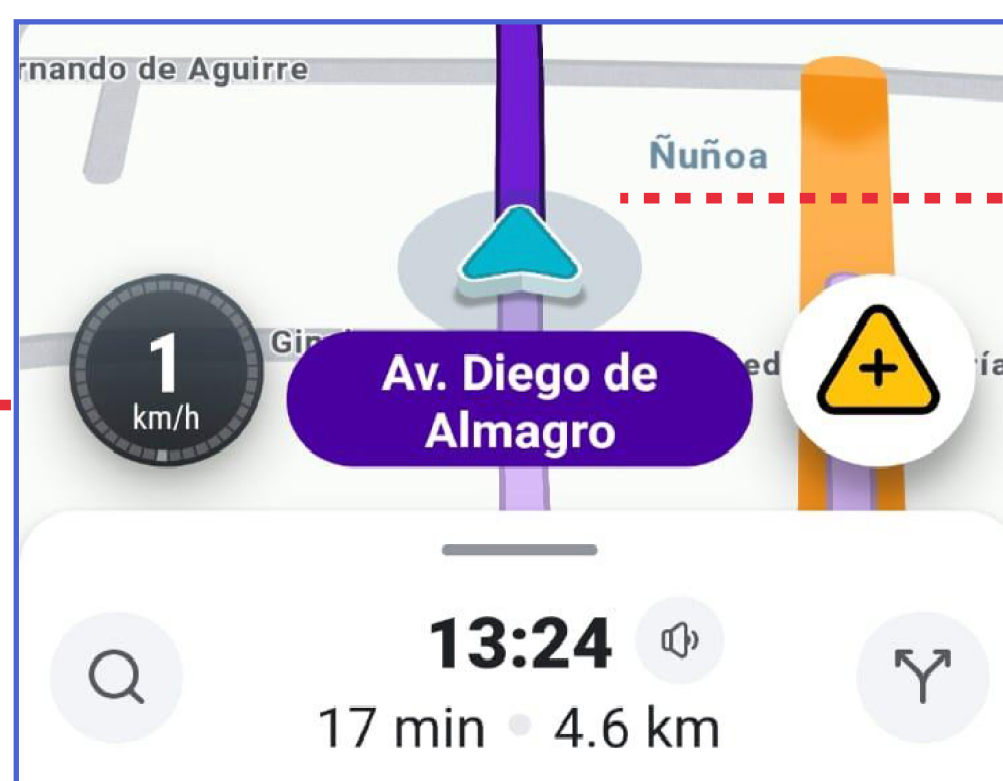 rnando de Aguirre
Ñuñoa
1
km/h
Av. Diego de
Almagro
13:24
17 min • 4.6 km